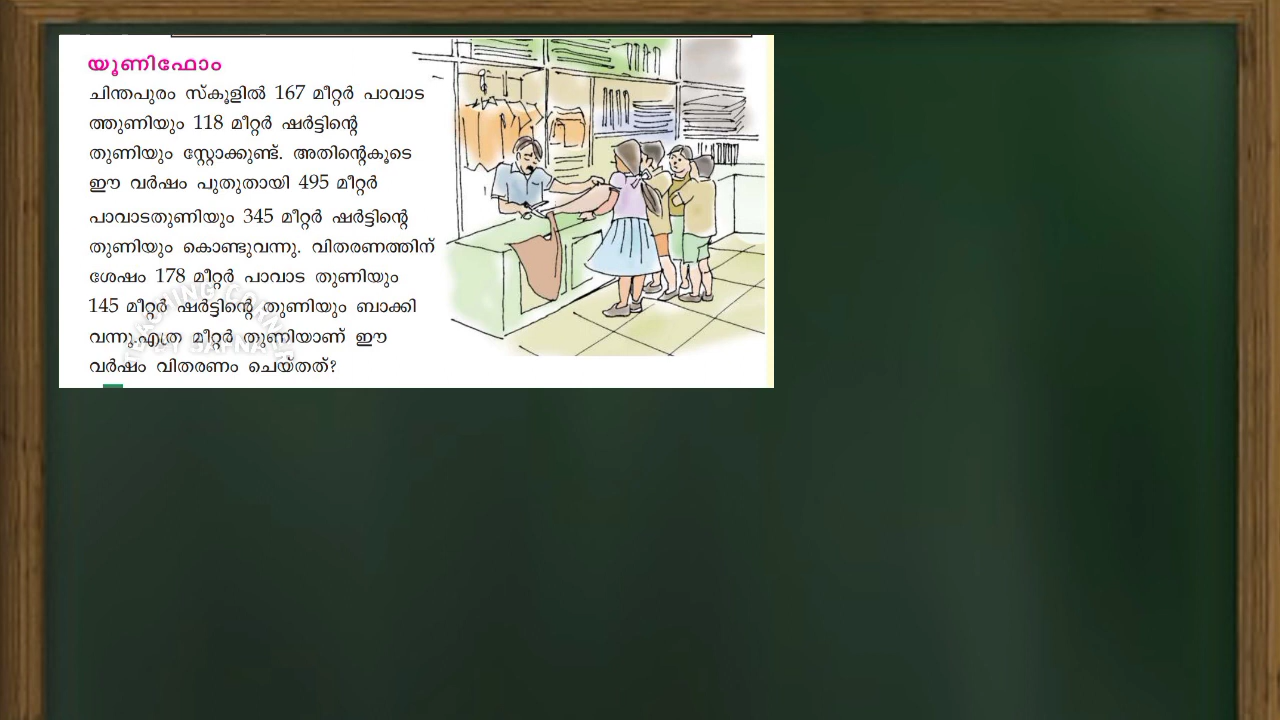 യൂണിഫോം
ചിന്തപുരം സ്കൂളിൽ 167 മീറ്റർ പാവാട
ത്തുണിയും 118 മീറ്റർ ഷർട്ടിന്റെ
തുണിയും സ്റ്റോക്കുണ്ട്. അതിന്റെകൂടെ
ഈ വർഷം പുതുതായി 495 മീറ്റർ
പാവാടതുണിയും 345 മീറ്റർ ഷർട്ടിന്റെ
തുണിയും കൊണ്ടുവന്നു. വിതരണത്തിന്
ശേഷം 178 മീറ്റർ പാവാട തുണിയും
145 മീറ്റർ ഷർട്ടിന്റെ തുണിയും ബാക്കി
വന്നു.എത്ര മീറ്റർ തുണിയാണ് ഈ
വർഷം വിതരണം ചെയ്തത്?